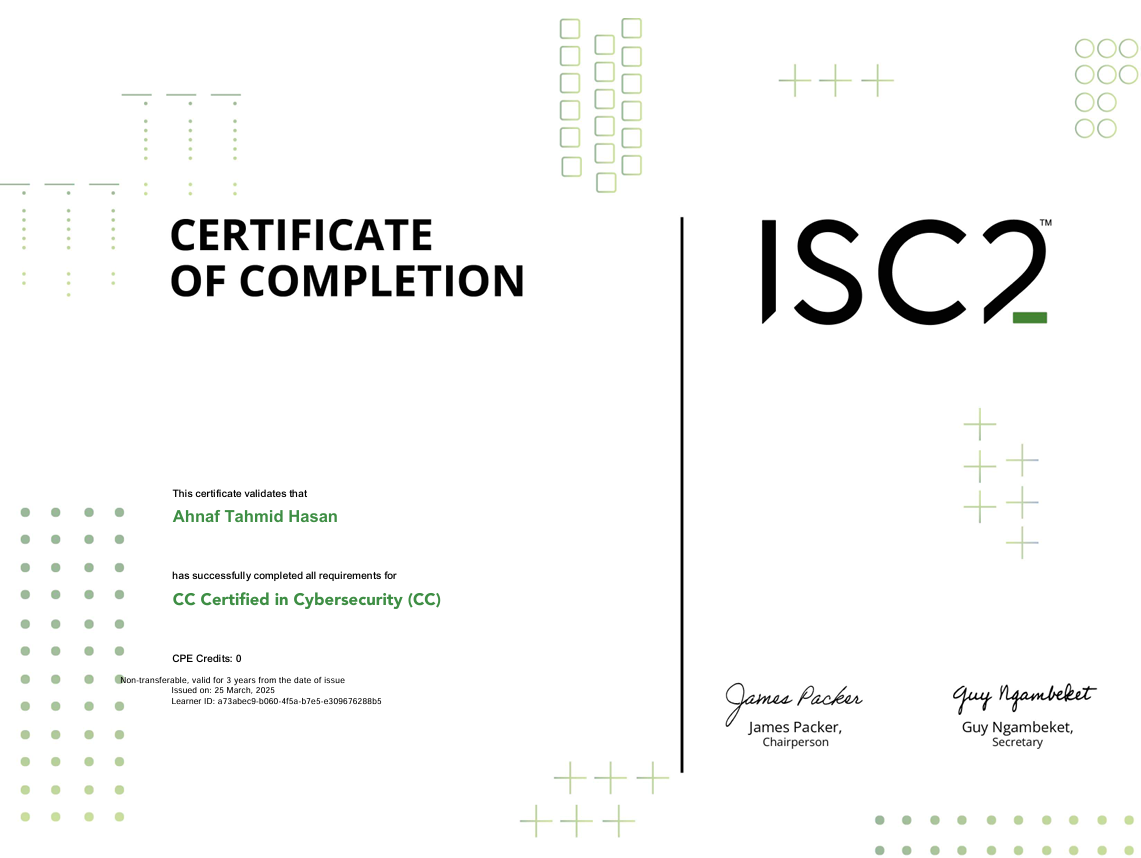 CERTIFICATE
OF COMPLETION
ISC2™
This certificate validates that
Ahnaf Tahmid Hasan
has successfully completed all requirements for
CC Certified in Cybersecurity (CC)
CPE Credits: 0
Non-transferable, valid for 3 years from the date of issue
Issued on: 25 March, 2025
Learner ID: a73abec9-b060-4f5a-b7e5-e309676288b5
James Packer
James Packer,
Chairperson
Guy Ngambeket
Guy Ngambeket,
Secretary